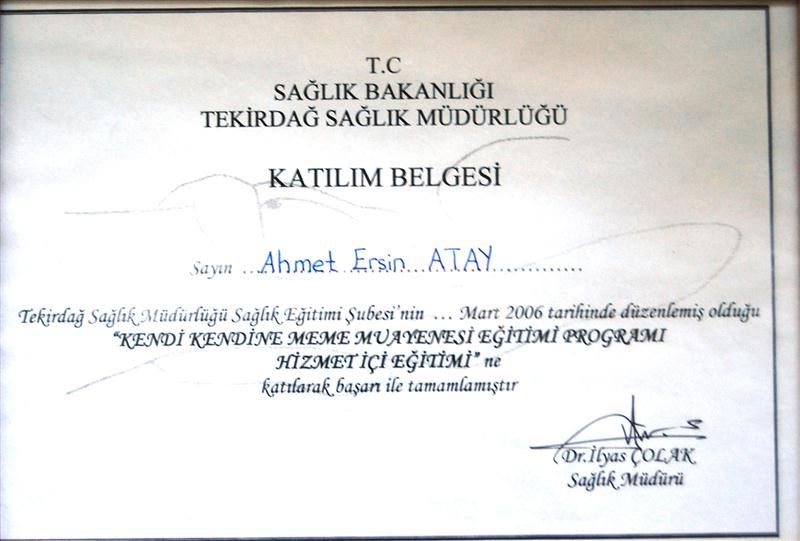 T.C
SAĞLIK BAKANLIĞI
TEKİRDAĞ SAĞLIK MÜDÜRLÜĞÜ
KATILIM BELGESİ
Sayın ...Ahmet Ersin ATAY...............
Tekirdağ Sağlık Müdürlüğü Sağlık Eğitimi Şubesi'nin ... Mart 2006 tarihinde düzenlemiş olduğu
"KENDİ KENDİNE MEME MUAYENESİ EĞİTİMİ PROGRAMI
HİZMET İÇİ EĞİTİMİ" ne
katılarak başarı ile tamamlamıştır
Dr.İlyas ÇOLAK
Sağlık Müdürü